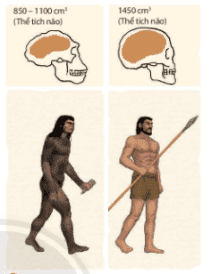 850 – 1100 cm³
(Thể tích não)
1450 cm³
(Thể tích não)